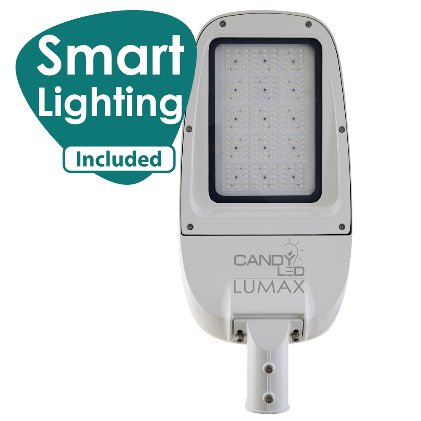 Smart
Lighting
Included
CANDY
LED
LUMAX